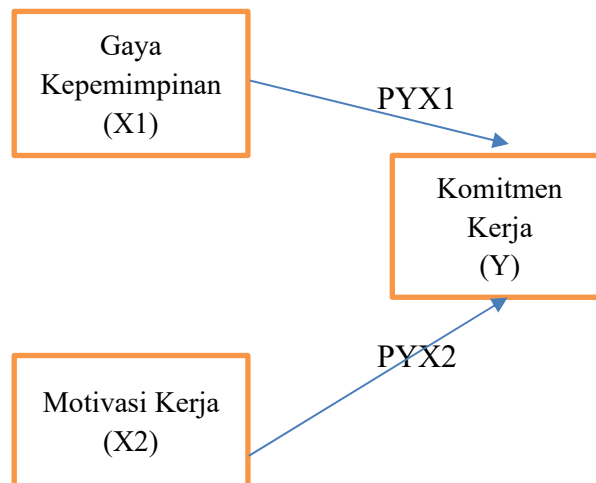 Gaya
Kepemimpinan
(X1)
PYX1
Komitmen
Kerja
(Y)
PYX2
Motivasi Kerja
(X2)